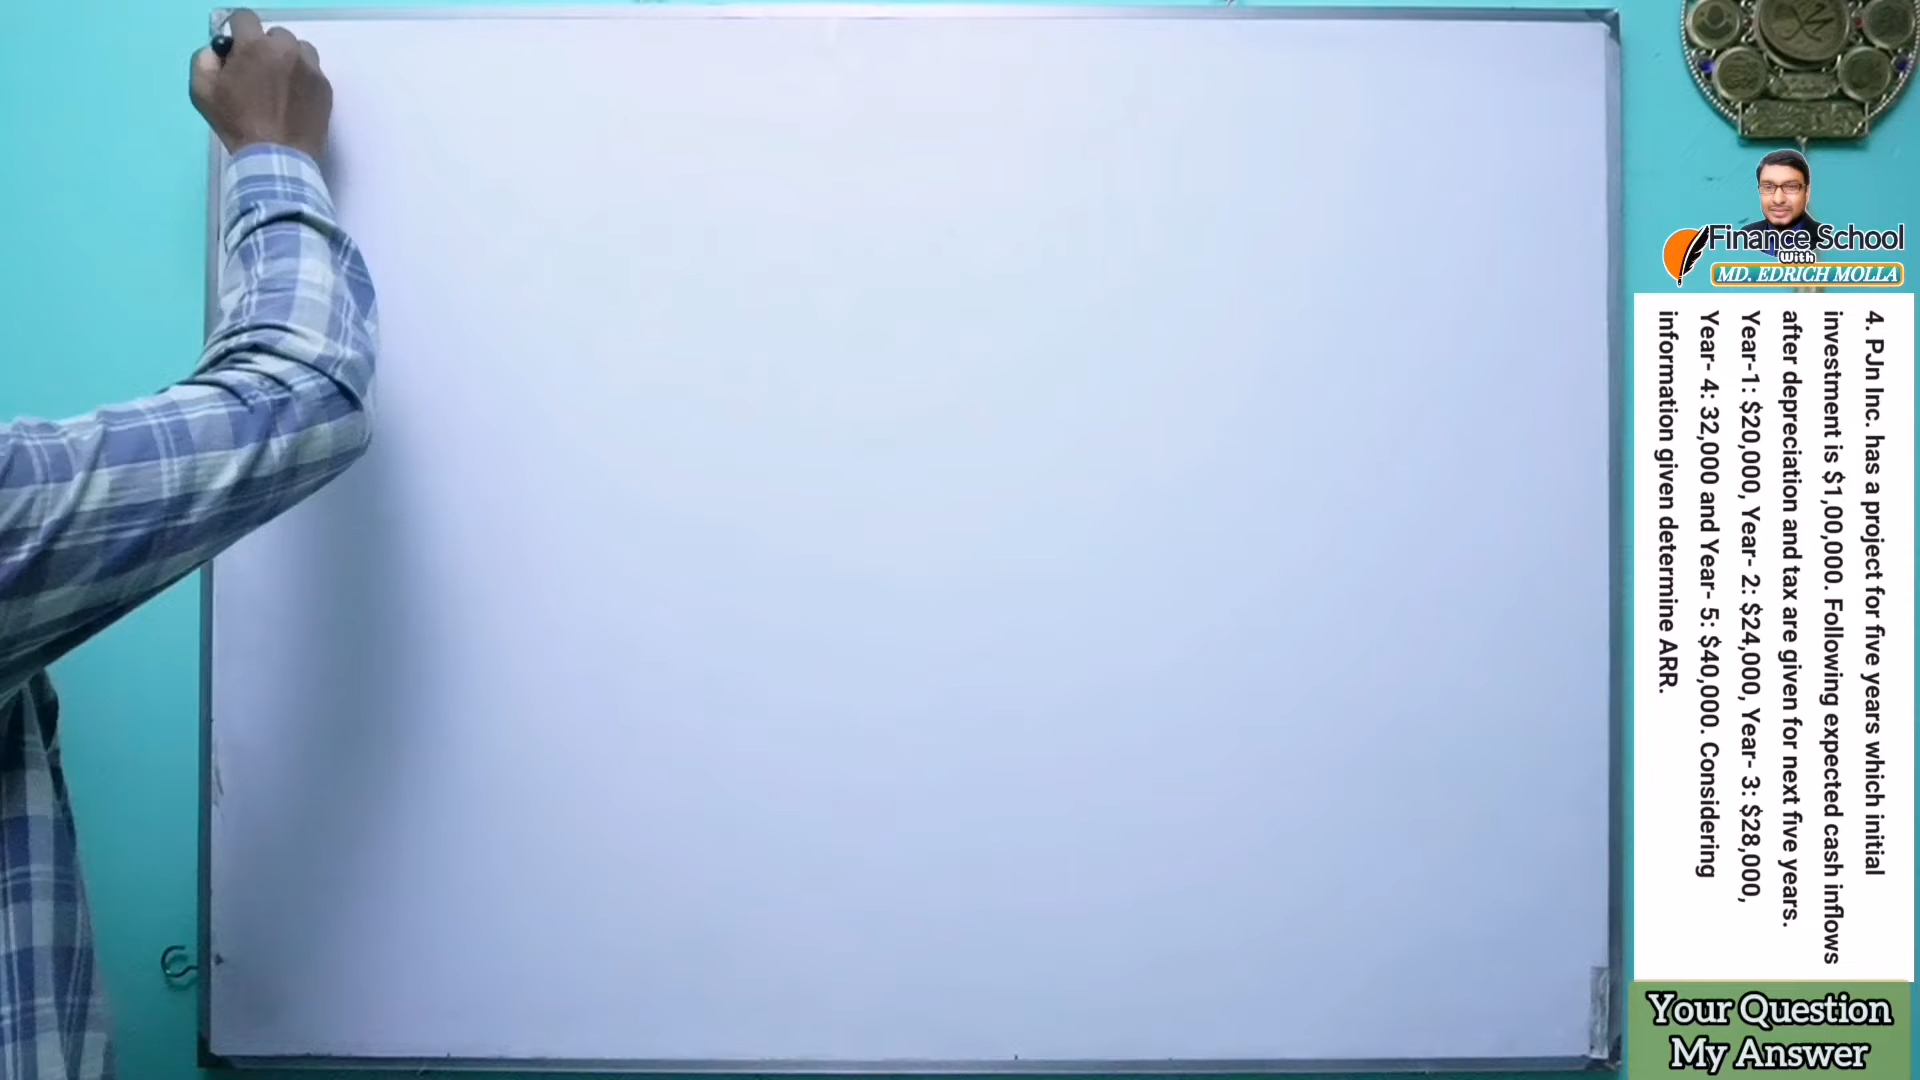 Finance School
With
MD. EDRICH MOLLA
4. PJn Inc. has a project for five years which initial
investment is $1,00,000. Following expected cash inflows
after depreciation and tax are given for next five years.
Year-1: $20,000, Year- 2: $24,000, Year- 3: $28,000,
Year- 4: 32,000 and Year- 5: $40,000. Considering
information given determine ARR.
Your Question
My Answer